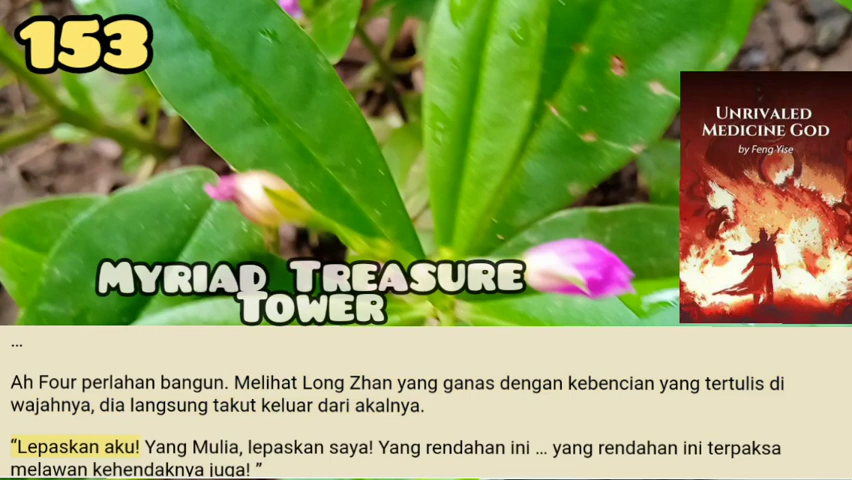 153
UNRIVALED
MEDICINE GOD
by Feng Yise
MYRIAD TREASURE
TOWER
...
Ah Four perlahan bangun. Melihat Long Zhan yang ganas dengan kebencian yang tertulis di
wajahnya, dia langsung takut keluar dari akalnya.
“Lepaskan aku! Yang Mulia, lepaskan saya! Yang rendahan ini ... yang rendahan ini terpaksa
melawan kehendaknya juga! ”